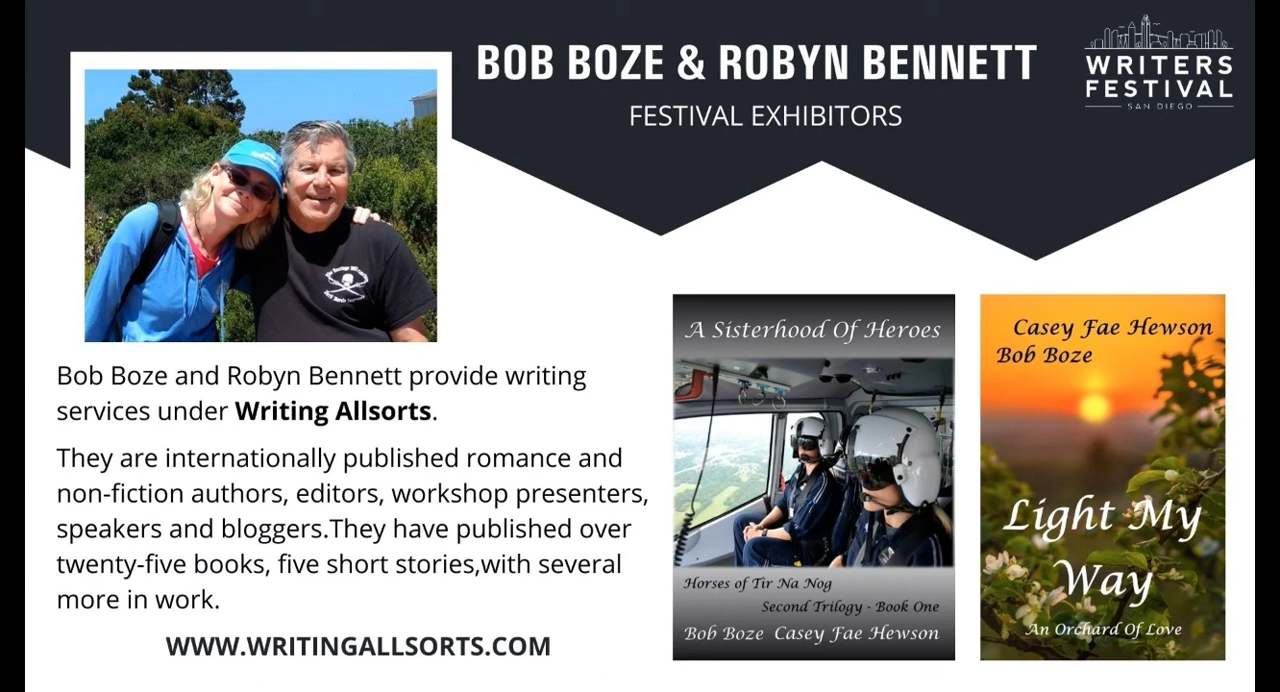 BOB BOZE & ROBYN BENNETT
FESTIVAL EXHIBITORS
WRITERS
FESTIVAL
SAN DIEGO
Bob Boze and Robyn Bennett provide writing
services under Writing Allsorts.
They are internationally published romance and
non-fiction authors, editors, workshop presenters,
speakers and bloggers.They have published over
twenty-five books, five short stories,with several
more in work.
WWW.WRITINGALLSORTS.COM
A Sisterhood Of Heroes
Horses of Tir Na Nog
Second Trilogy - Book One
Bob Boze Casey Fae Hewson
Casey Fae Hewson
Bob Boze
Light My
Way
An Orchard Of Love